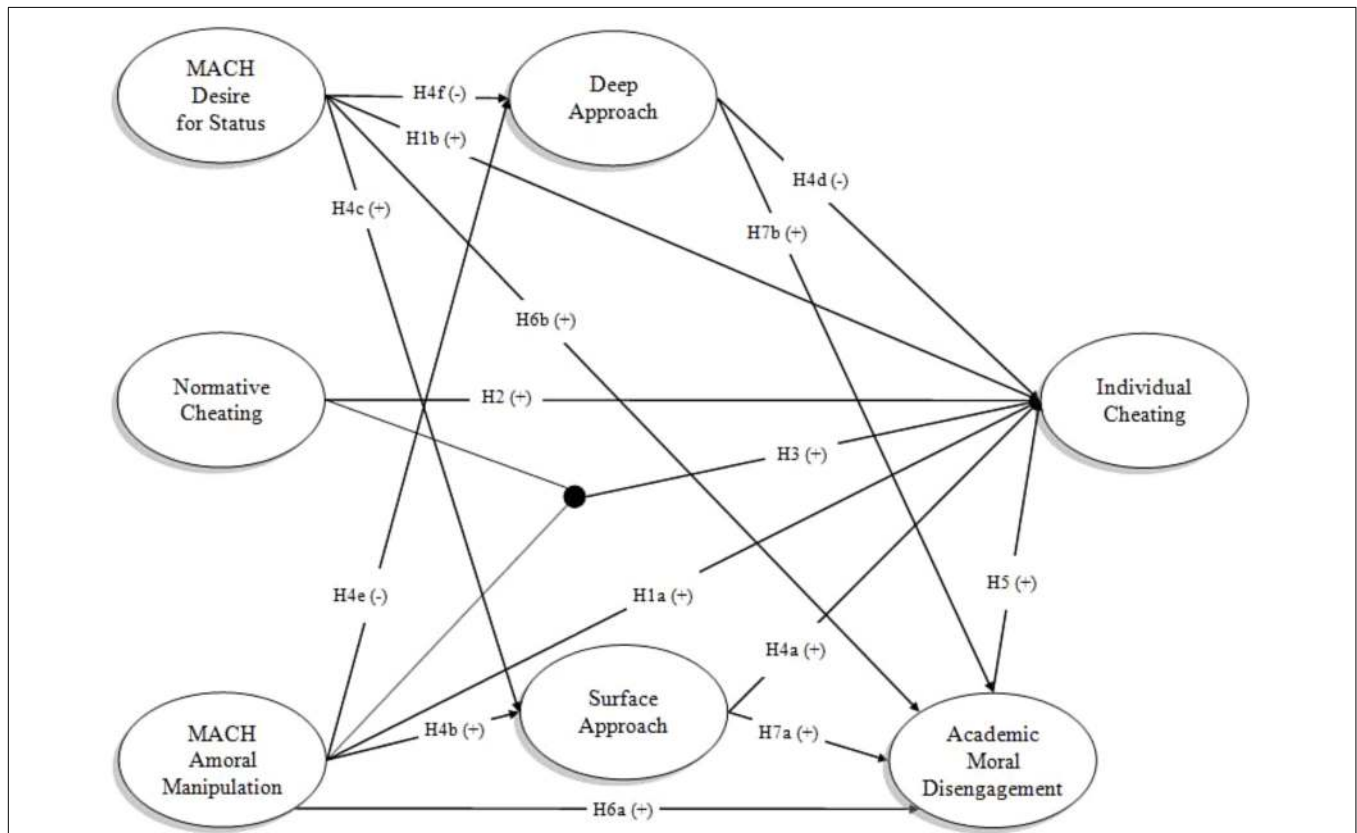 MACH
Desire
for Status
H4f (-)
Deep
Approach
H1b (+)
H4d (-)
H4c (+)
H7b (+)
H6b (+)
Normative
Cheating
H2 (+)
Individual
Cheating
H3 (+)
H5 (+)
H4e (-)
H1a (+)
H4a (+)
MACH
Amoral
Manipulation
H4b (+)
Surface
Approach
H7a (+)
Academic
Moral
Disengagement
H6a (+)